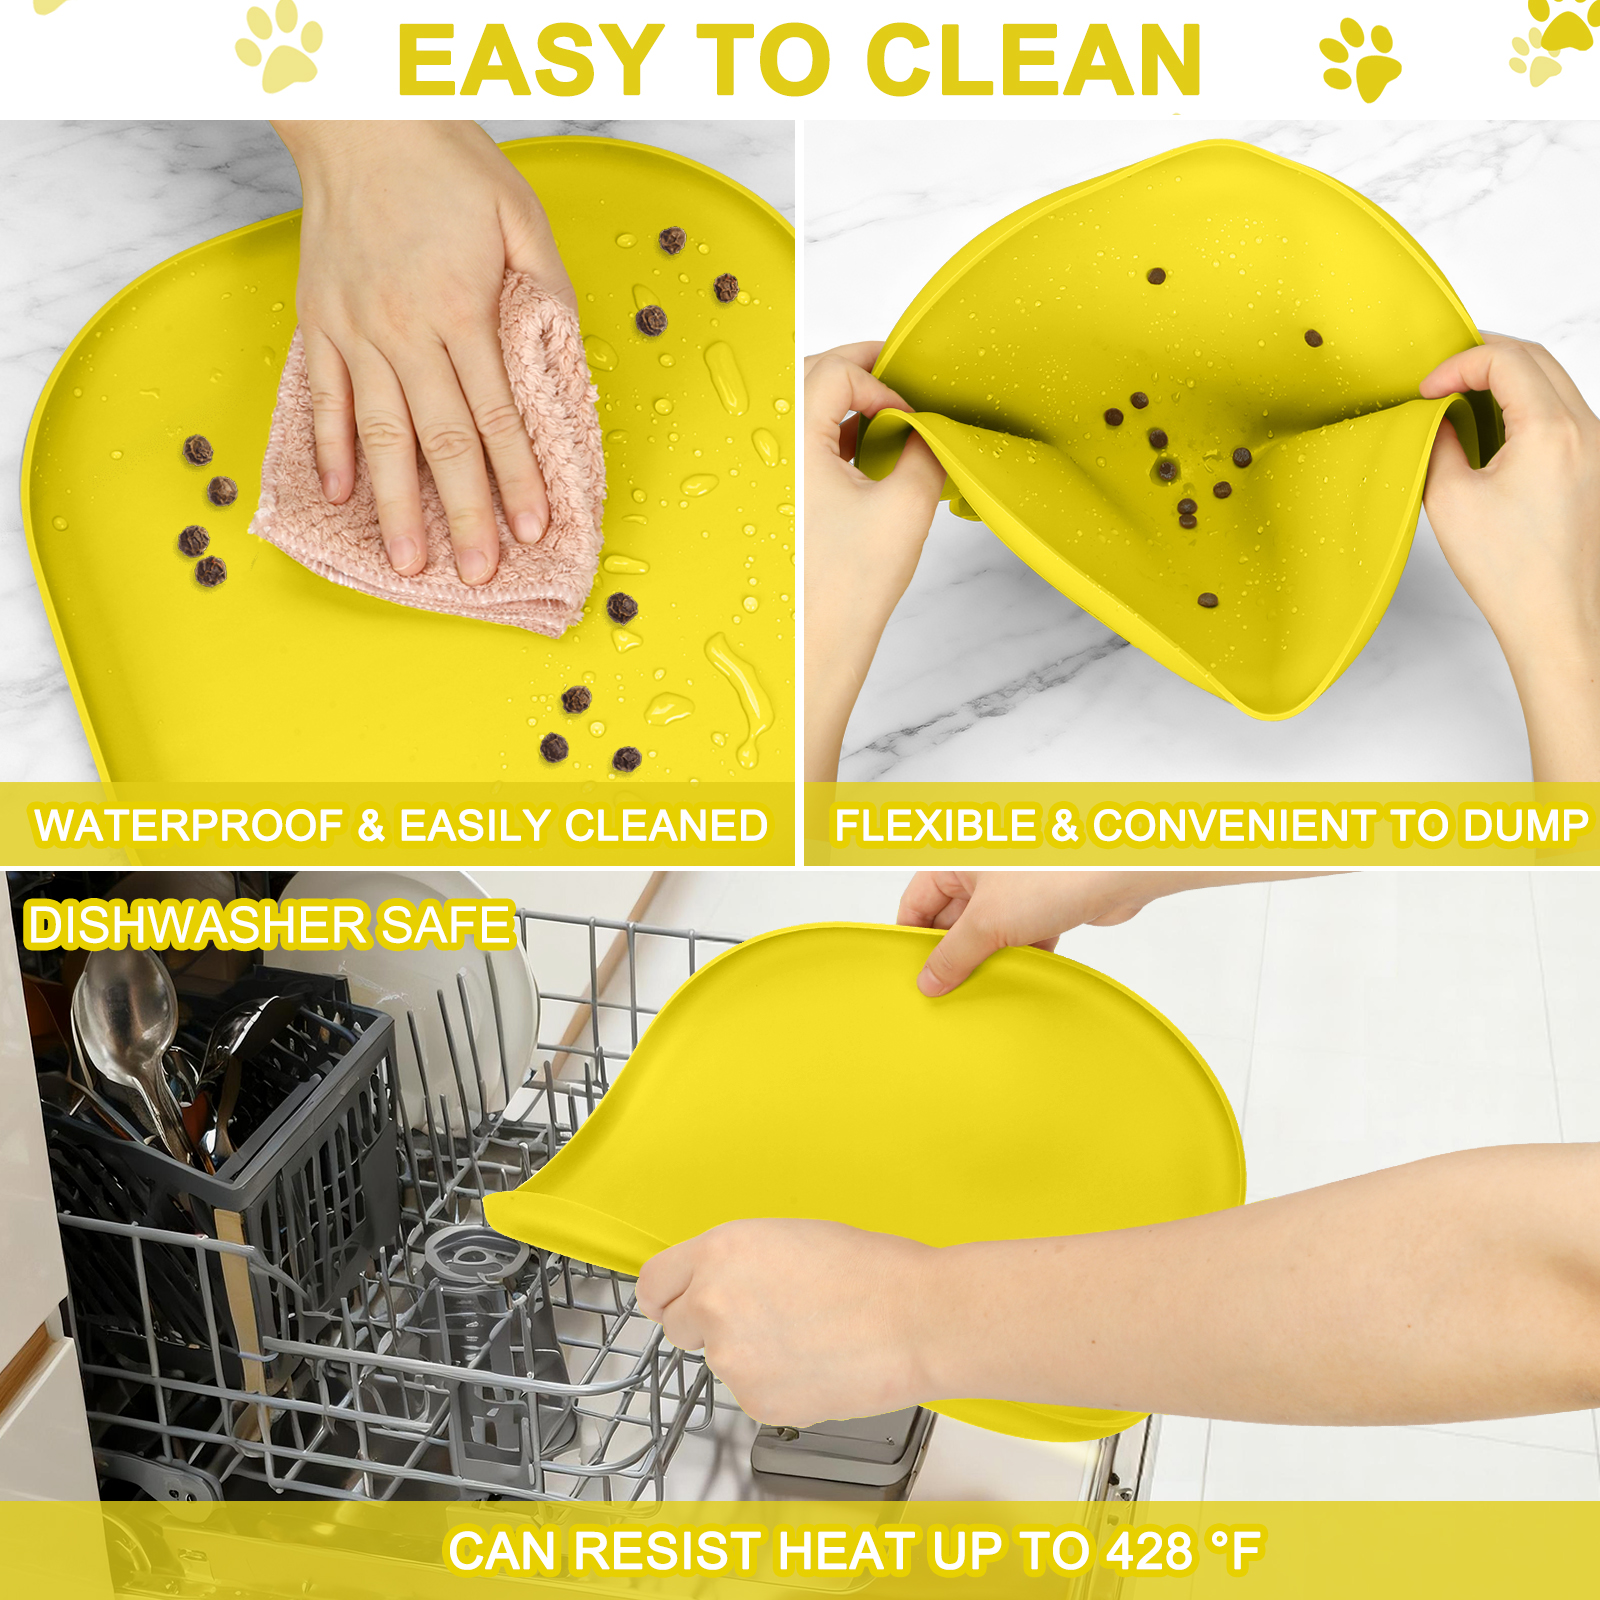 EASY TO CLEAN
WATERPROOF & EASILY CLEANED
FLEXIBLE & CONVENIENT TO DUMP
DISHWASHER SAFE
CAN RESIST HEAT UP TO 428 °F